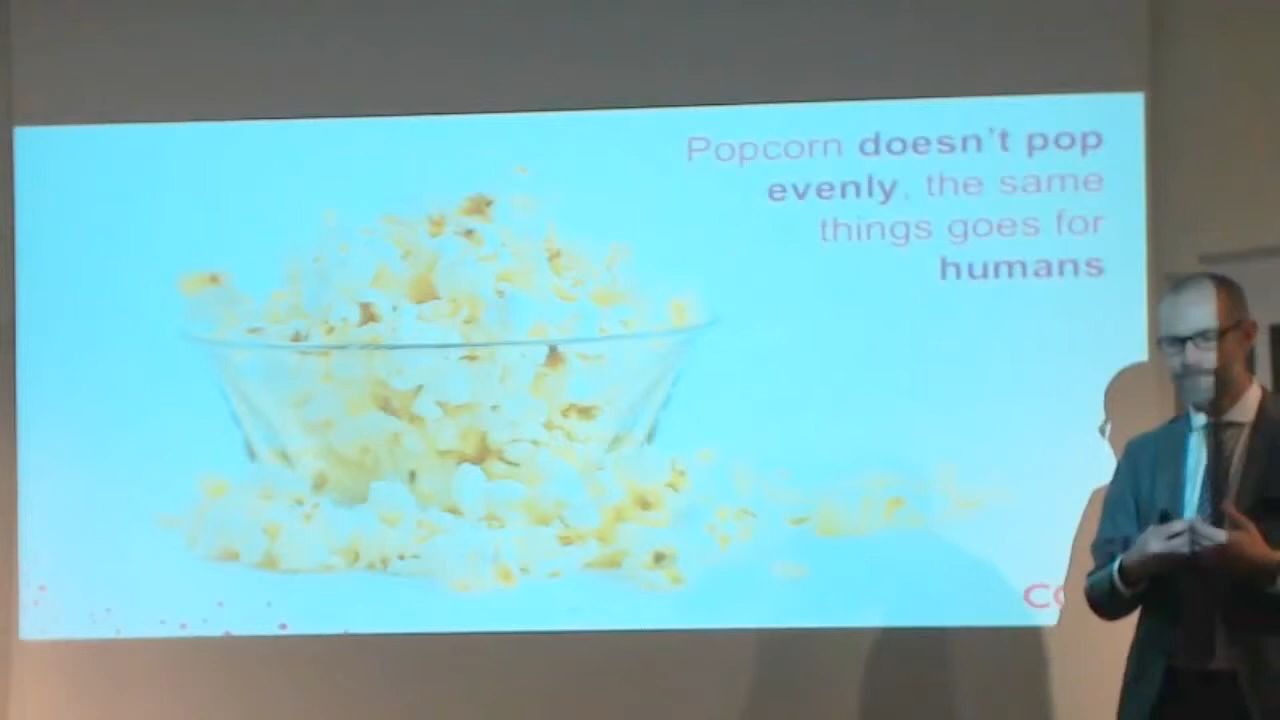 Popcorn doesn't pop
evenly, the same
things goes for
humans